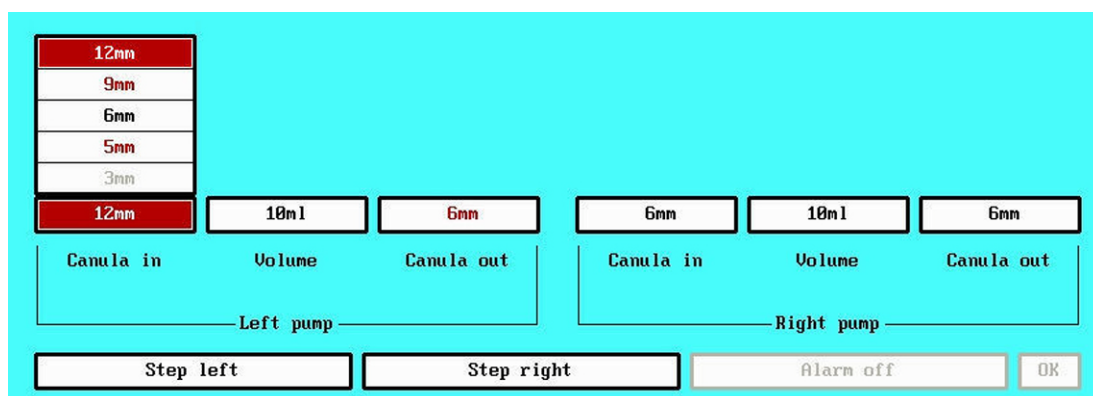 12mm
9mm
6mm
5mm
3mm
12mm 10ml 6mm 6mm 10ml 6mm
Canula in Volume Canula out Canula in Volume Canula out
Left pump Right pump
Step left Step right Alarm off OK